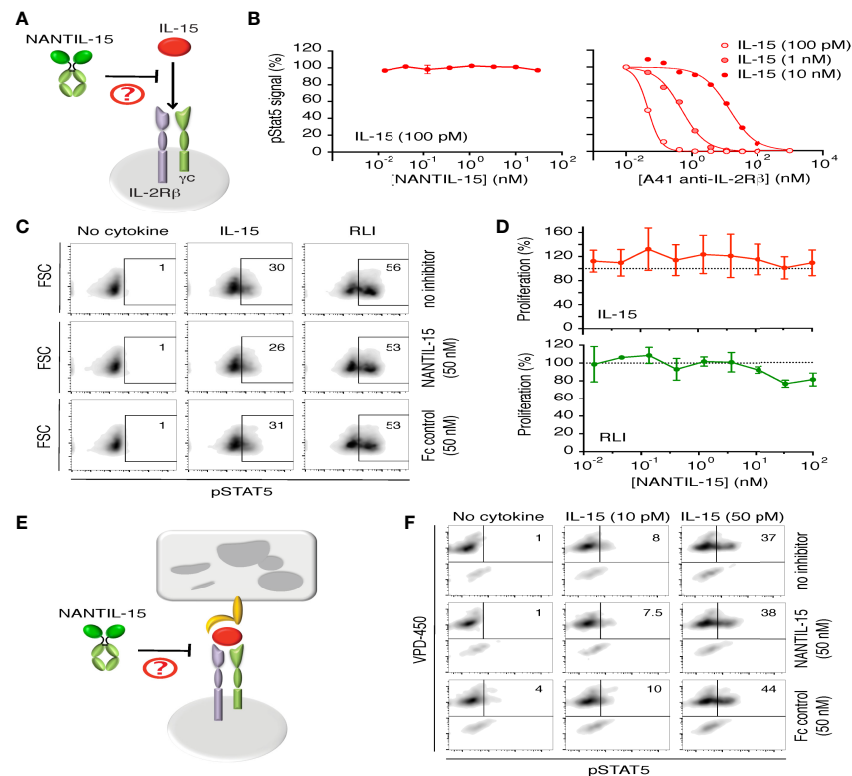 A
NANTIL-15
IL-15
?
IL-2Rβ
γc
B
pStat5 signal (%)
120
100
80
60
40
20
0
IL-15 (100 pM)
10-2
10-1
100
101
102
[NANTIL-15] (nM)
IL-15 (100 pM)
IL-15 (1 nM)
IL-15 (10 nM)
10-2
100
102
104
[A41 anti-IL-2Rβ] (nM)
C
No cytokine
IL-15
RLI
FSC
1
30
56
no inhibitor
FSC
1
26
53
NANTIL-15
(50 nM)
FSC
1
31
53
Fc control
(50 nM)
pSTAT5
D
Proliferation (%)
160
120
80
40
0
IL-15
Proliferation (%)
120
100
80
60
40
20
0
RLI
10-2
10-1
100
101
102
[NANTIL-15] (nM)
E
NANTIL-15
?
F
No cytokine
IL-15 (10 pM)
IL-15 (50 pM)
VPD-450
1
8
37
no inhibitor
1
7.5
38
NANTIL-15
(50 nM)
4
10
44
Fc control
(50 nM)
pSTAT5